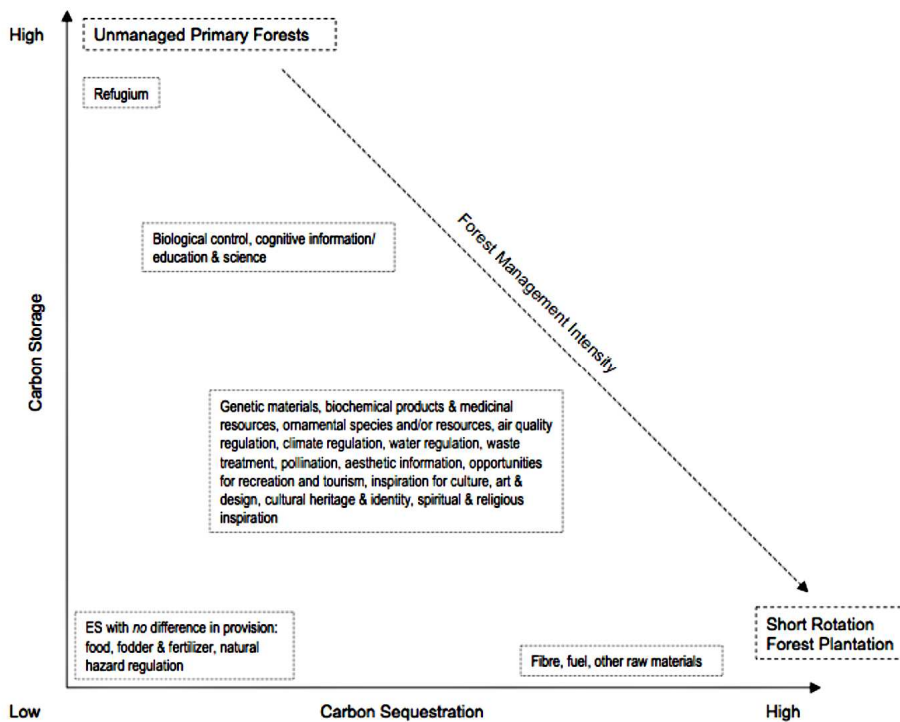 High
Unmanaged Primary Forests
Refugium
Biological control, cognitive information/
education & science
Forest Management Intensity
Carbon Storage
Genetic materials, biochemical products & medicinal
resources, ornamental species and/or resources, air quality
regulation, climate regulation, water regulation, waste
treatment, pollination, aesthetic information, opportunities
for recreation and tourism, inspiration for culture, art &
design, cultural heritage & identity, spiritual & religious
inspiration
ES with no difference in provision:
food, fodder & fertilizer, natural
hazard regulation
Fibre, fuel, other raw materials
Short Rotation
Forest Plantation
Low
Carbon Sequestration
High